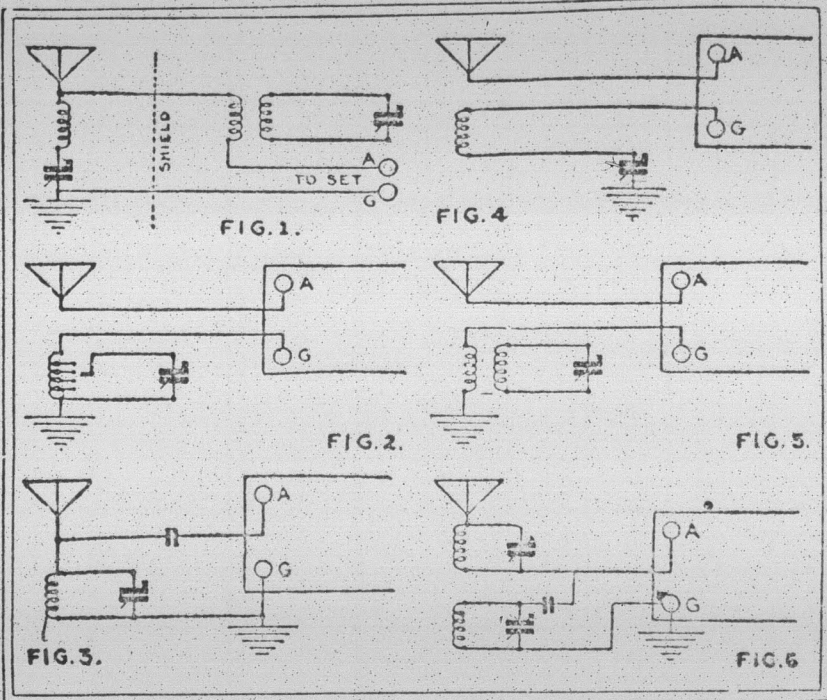 SHIELD
A
TO SET
G
FIG. 1.
A
G
FIG. 4
A
G
FIG. 2.
A
G
FIG. 5.
A
G
FIG. 3.
A
G
FIG. 6